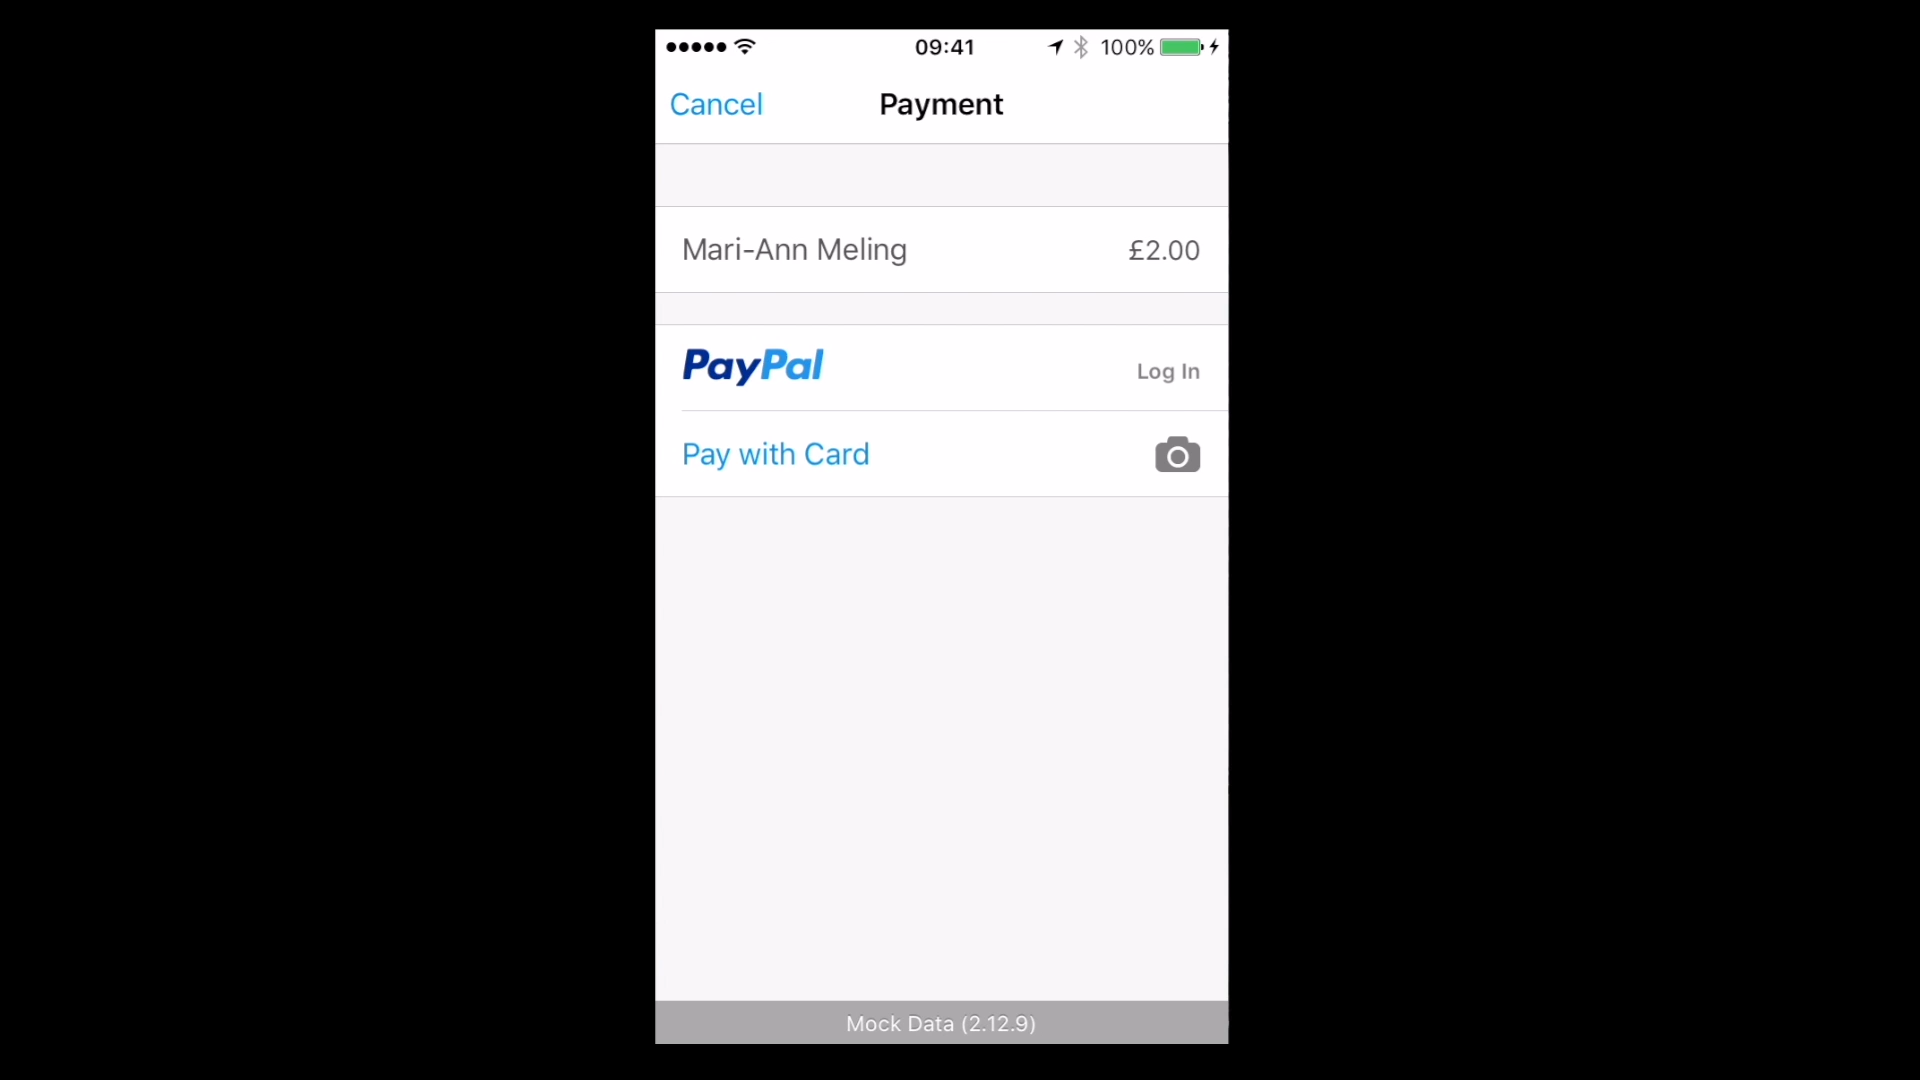 09:41 100%
Cancel Payment
Mari-Ann Meling £2.00
PayPal Log In
Pay with Card
Mock Data (2.12.9)